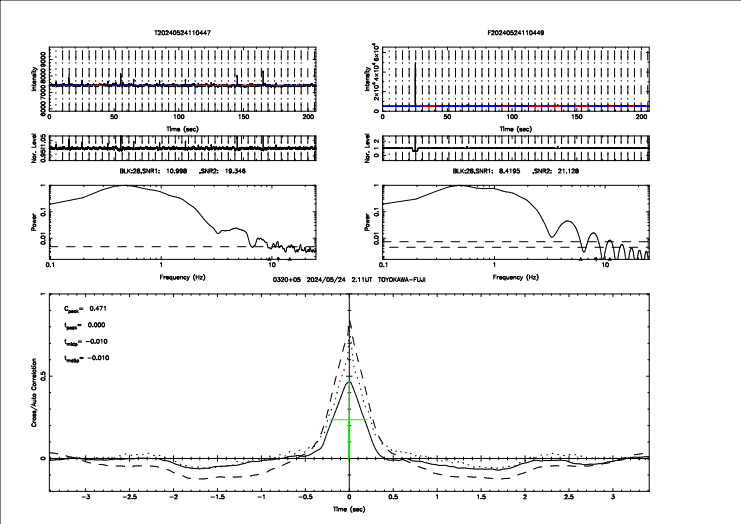 T20240524110447
F20240524110449
Intensity
6000 7000 8000 9000
0 50 100 150 200
Time (sec)
Intensity
0 2×10⁴ 4×10⁴ 6×10⁴
0 50 100 150 200
Time (sec)
Nor. Level
0.95 1 1.05
Nor. Level
0 1 2
BLK:28,SNR1: 10.998 ,SNR2: 19.346
BLK:28,SNR1: 8.4195 ,SNR2: 21.128
Power
1
0.1
0.01
0.1 1 10
Frequency (Hz)
Power
1
0.1
0.01
0.1 1 10
Frequency (Hz)
0320+05 2024/05/24 2.11UT TOYOKAWA-FUJI
Cross/Auto Correlation
1
0.5
0
Cpeak= 0.471
tpeak= 0.000
tmidp= -0.010
tmdSp= -0.010
-3 -2.5 -2 -1.5 -1 -0.5 0 0.5 1 1.5 2 2.5 3
Time (sec)